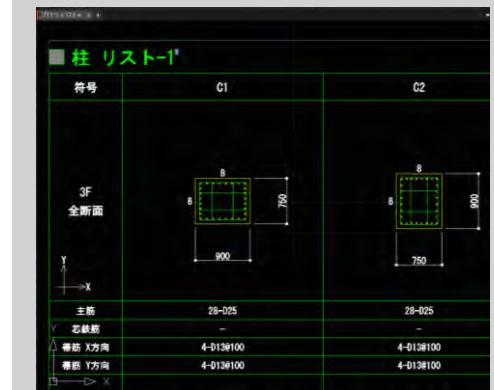 柱 リスト-1
符号 C1 C2
3F
全断面
8 8
8 750 8 900
900 750
Y
X
主筋 28-D25 28-D25
芯鉄筋 - -
帯筋 X方向 4-D13@100 4-D13@100
帯筋 Y方向 4-D13@100 4-D13@100
Y
X